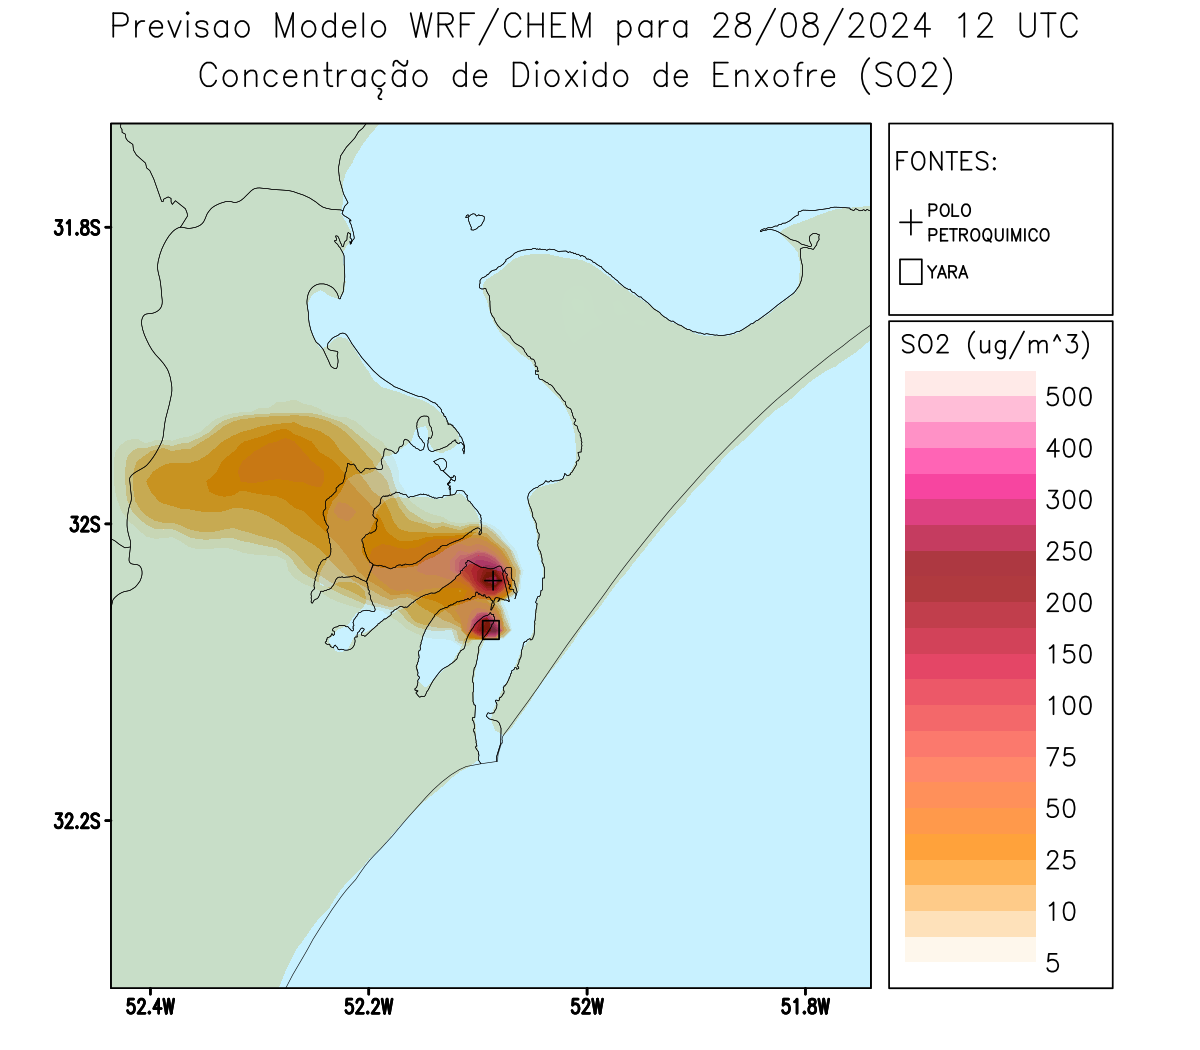 Previsao Modelo WRF/CHEM para 28/08/2024 12 UTC
Concentração de Dioxido de Enxofre (SO2)
FONTES:
POLO
PETROQUIMICO
YARA
SO2 (ug/m^3)
500
400
300
250
200
150
100
75
50
25
10
5
31.8S
32S
32.2S
52.4W
52.2W
52W
51.8W